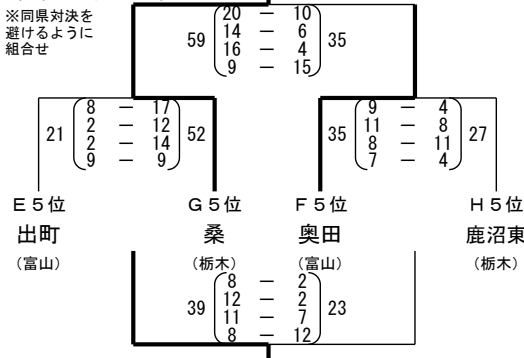 ※同県対決を
避けるように
組合せ
59 20 － 10 35
14 － 6
16 － 4
9 － 15
21 8 － 17 52
2 － 12
2 － 14
9 － 9
35 9 － 4 27
11 － 8
8 － 11
7 － 4
Ｅ５位 Ｇ５位 Ｆ５位 Ｈ５位
出町 桑 奥田 鹿沼東
（富山） （栃木） （富山） （栃木）
39 8 － 2 23
12 － 2
11 － 7
8 － 12